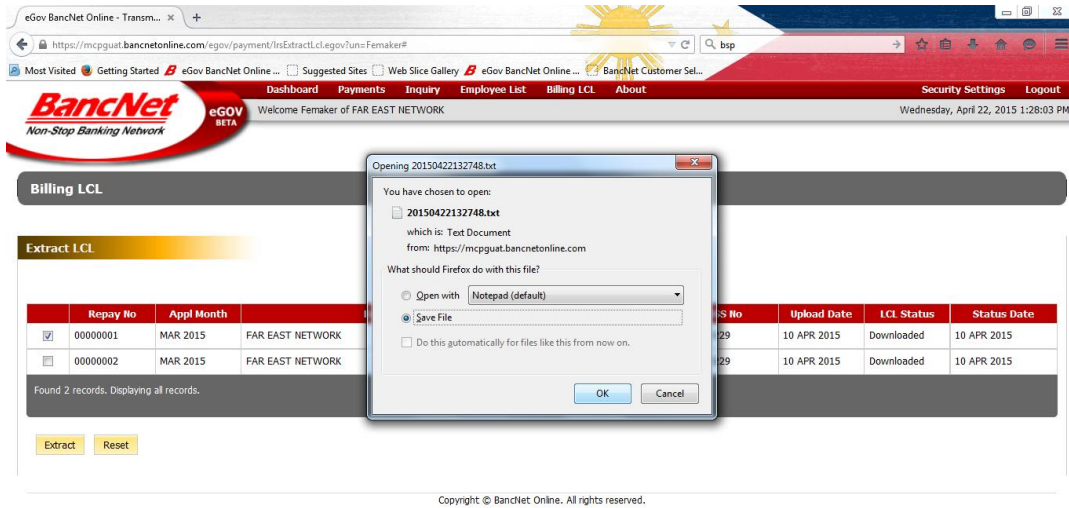 eGov BancNet Online - Transm... × +
https://mcpguat.bancnetonline.com/egov/payment/IrsExtractLcl.egov?un=Femaker#
bsp
Most Visited Getting Started eGov BancNet Online ... Suggested Sites Web Slice Gallery eGov BancNet Online ... BancNet Customer Sel...
BancNet
Non-Stop Banking Network
eGOV
BETA
Dashboard Payments Inquiry Employee List Billing LCL About Security Settings Logout
Welcome Femaker of FAR EAST NETWORK Wednesday, April 22, 2015 1:28:03 PM
Billing LCL
Extract LCL
Opening 20150422132748.txt
You have chosen to open:
20150422132748.txt
which is: Text Document
from: https://mcpguat.bancnetonline.com
What should Firefox do with this file?
Open with Notepad (default)
Save File
Do this automatically for files like this from now on.
OK Cancel
Repay No Appl Month No Upload Date LCL Status Status Date
00000001 MAR 2015 FAR EAST NETWORK 29 10 APR 2015 Downloaded 10 APR 2015
00000002 MAR 2015 FAR EAST NETWORK 29 10 APR 2015 Downloaded 10 APR 2015
Found 2 records. Displaying all records.
Extract Reset
Copyright © BancNet Online. All rights reserved.